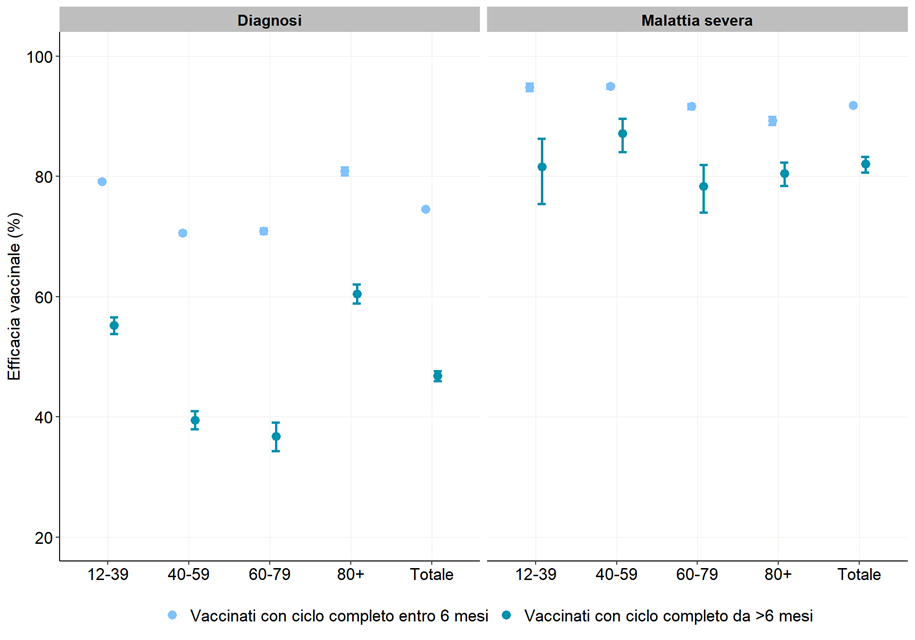 Diagnosi
Malattia severa
Efficacia vaccinale (%)
100
80
60
40
20
12-39 40-59 60-79 80+ Totale
12-39 40-59 60-79 80+ Totale
Vaccinati con ciclo completo entro 6 mesi
Vaccinati con ciclo completo da >6 mesi